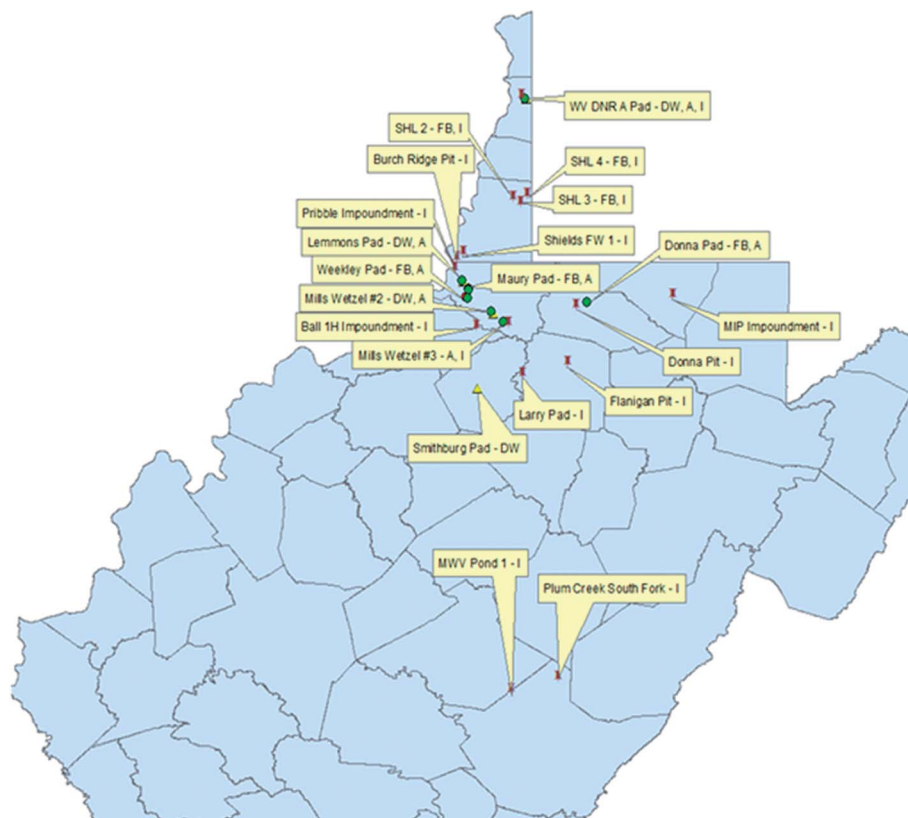 WV DNR A Pad - DW, A, I
SHL 2 - FB, I
Burch Ridge Pit - I
SHL 4 - FB, I
SHL 3 - FB, I
Pribble Impoundment - I
Lemmons Pad - DW, A
Shields FW 1 - I
Donna Pad - FB, A
Weekley Pad - FB, A
Maury Pad - FB, A
Mills Wetzel #2 - DW, A
Ball 1H Impoundment - I
MIP Impoundment - I
Mills Wetzel #3 - A, I
Donna Pit - I
Flanigan Pit - I
Larry Pad - I
Smithburg Pad - DW
MWV Pond 1 - I
Plum Creek South Fork - I